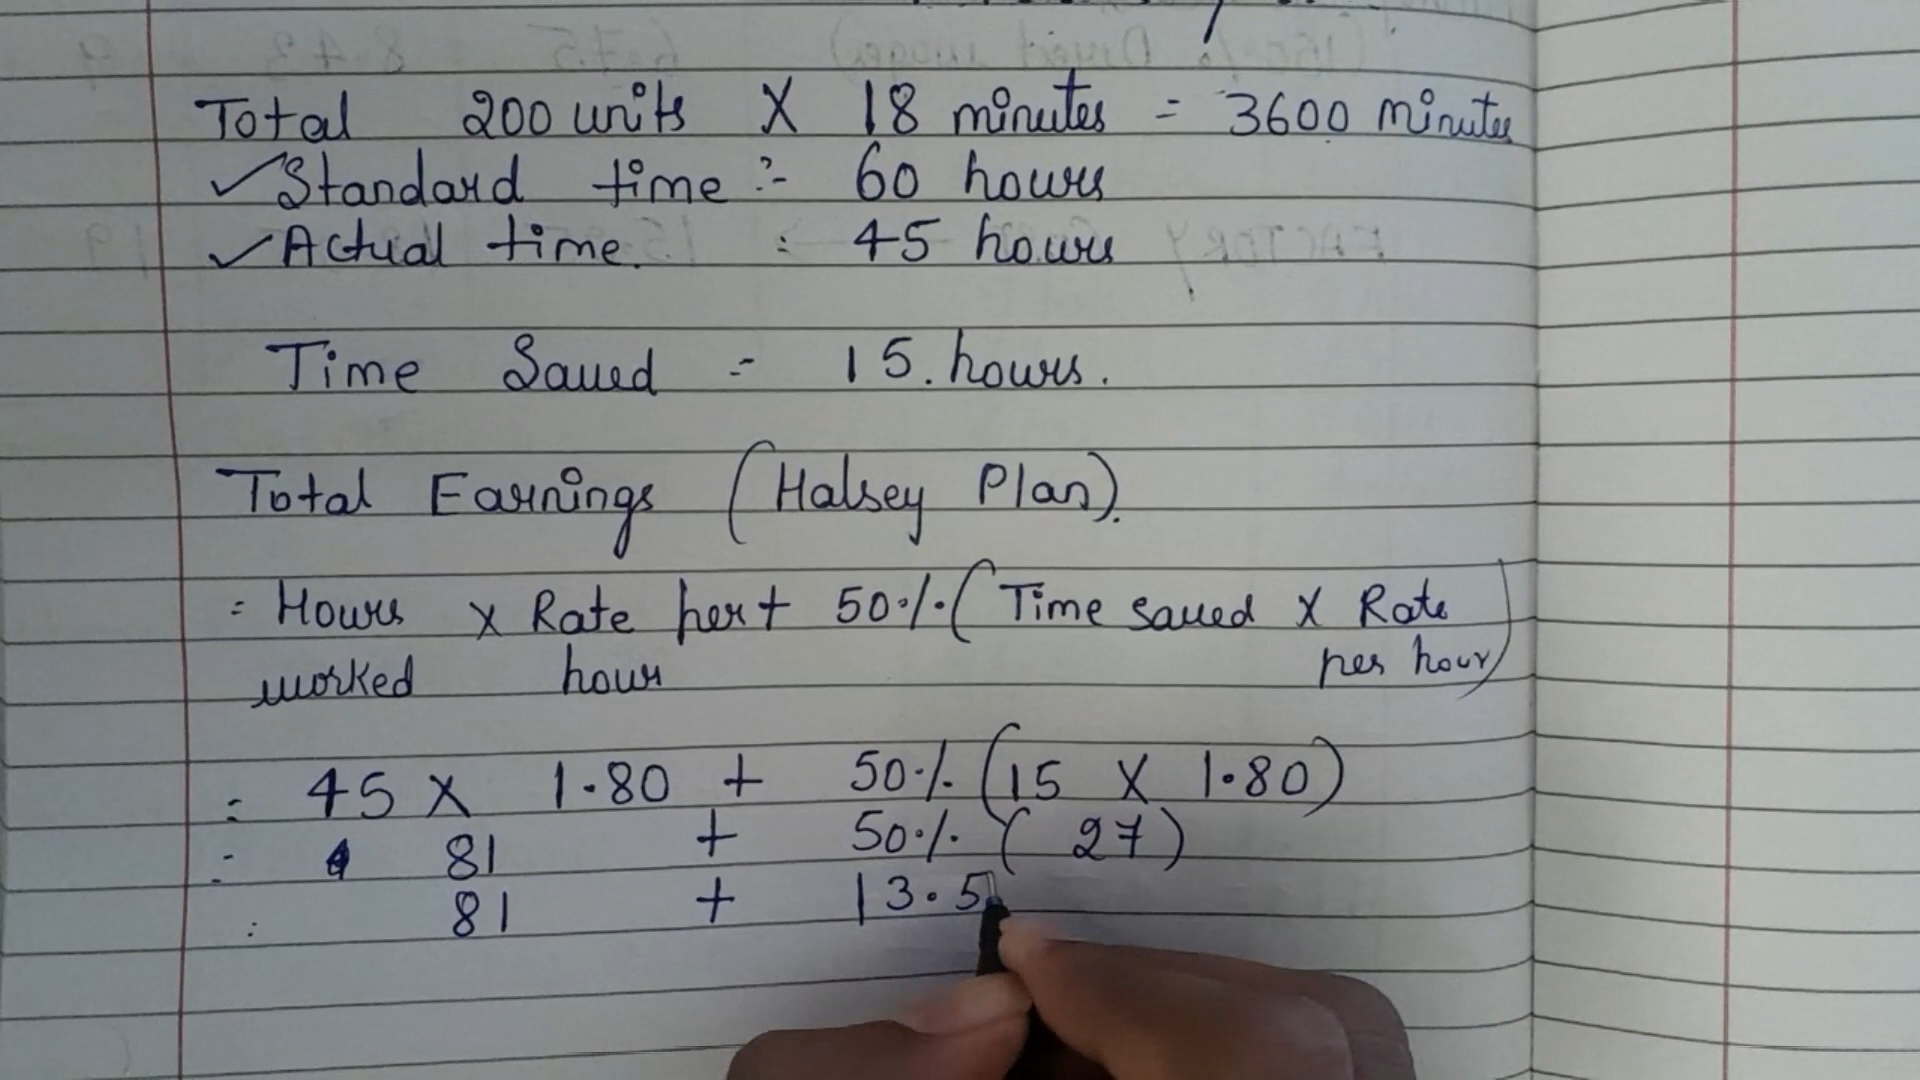 Total 200 units X 18 minutes = 3600 minutes
✓Standard time :- 60 hours
✓Actual time. : 45 hours
Time Saved = 15. hours.
Total Earnings (Halsey Plan).
= Hours x Rate per + 50% (Time saved X Rate
worked hour per hour)
= 45 x 1.80 + 50% (15 X 1.80)
= 81 + 50% (27)
: 81 + 13.5